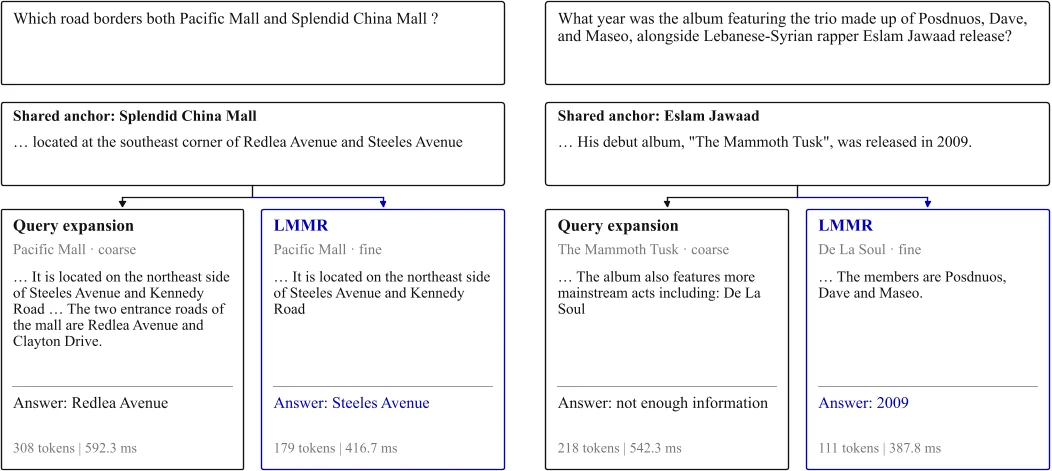 Which road borders both Pacific Mall and Splendid China Mall ?
Shared anchor: Splendid China Mall
… located at the southeast corner of Redlea Avenue and Steeles Avenue
Query expansion
Pacific Mall · coarse
… It is located on the northeast side
of Steeles Avenue and Kennedy
Road … The two entrance roads of
the mall are Redlea Avenue and
Clayton Drive.
Answer: Redlea Avenue
308 tokens | 592.3 ms
LMMR
Pacific Mall · fine
… It is located on the northeast side
of Steeles Avenue and Kennedy
Road
Answer: Steeles Avenue
179 tokens | 416.7 ms
What year was the album featuring the trio made up of Posdnuos, Dave,
and Maseo, alongside Lebanese-Syrian rapper Eslam Jawaad release?
Shared anchor: Eslam Jawaad
… His debut album, "The Mammoth Tusk", was released in 2009.
Query expansion
The Mammoth Tusk · coarse
… The album also features more
mainstream acts including: De La
Soul
Answer: not enough information
218 tokens | 542.3 ms
LMMR
De La Soul · fine
… The members are Posdnuos,
Dave and Maseo.
Answer: 2009
111 tokens | 387.8 ms